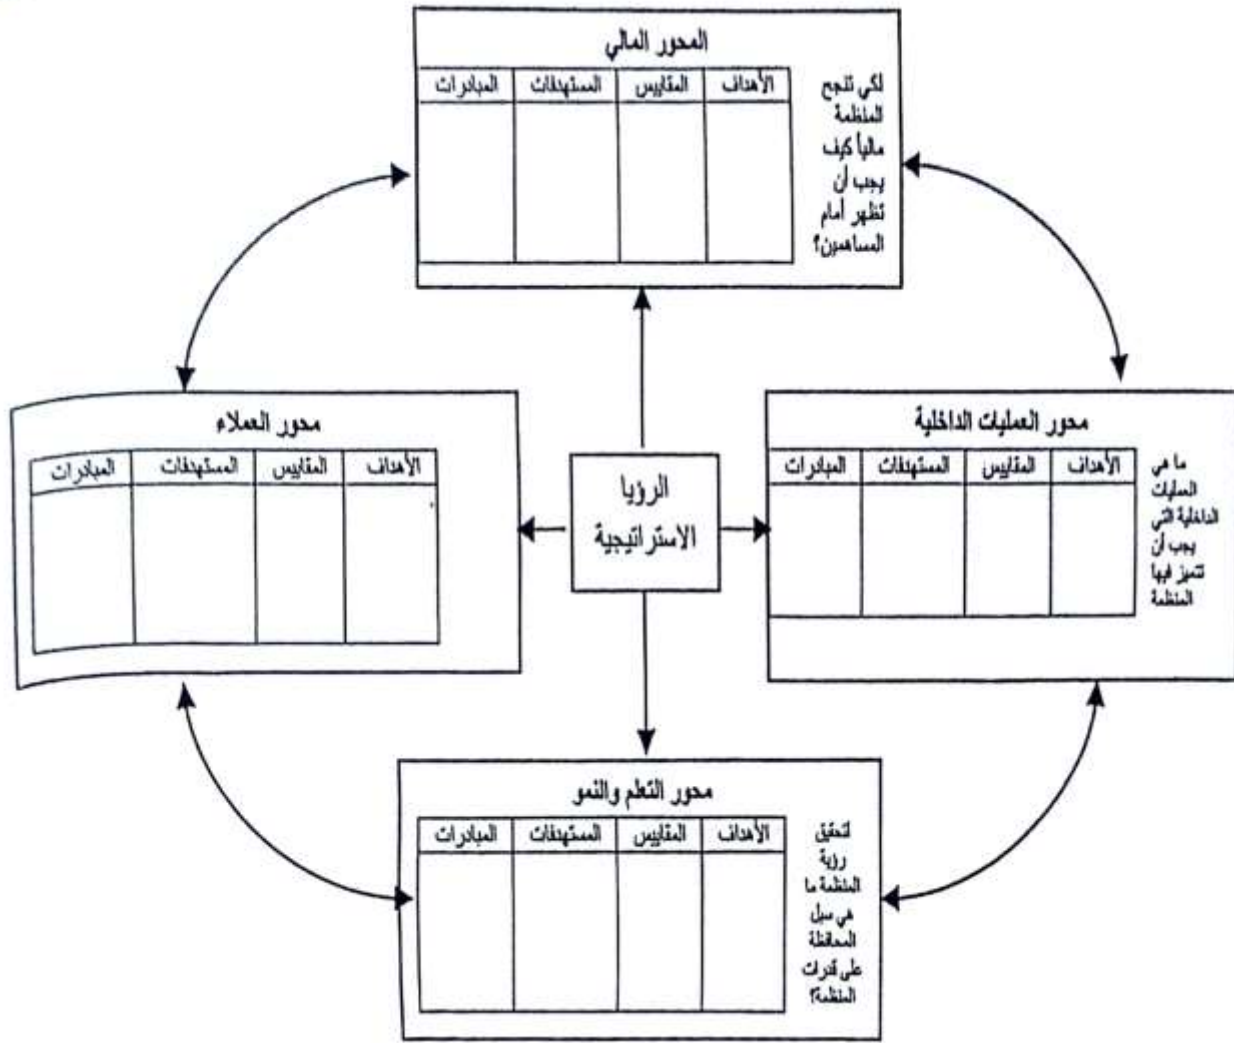 المحور المالي
الأهداف المقاييس المستهدفات المبادرات
لكي تنجح
المنظمة
مالياً كيف
يجب أن
تظهر أمام
المساهمين؟
محور العمليات الداخلية
الأهداف المقاييس المستهدفات المبادرات
ما هي
العمليات
الداخلية التي
يجب أن
تتميز فيها
المنظمة
الرؤيا
الاستراتيجية
محور العملاء
الأهداف المقاييس المستهدفات المبادرات
محور التعلم والنمو
الأهداف المقاييس المستهدفات المبادرات
لتحقيق
رؤية
المنظمة ما
هي سبل
المحافظة
على قدرات
المنظمة؟